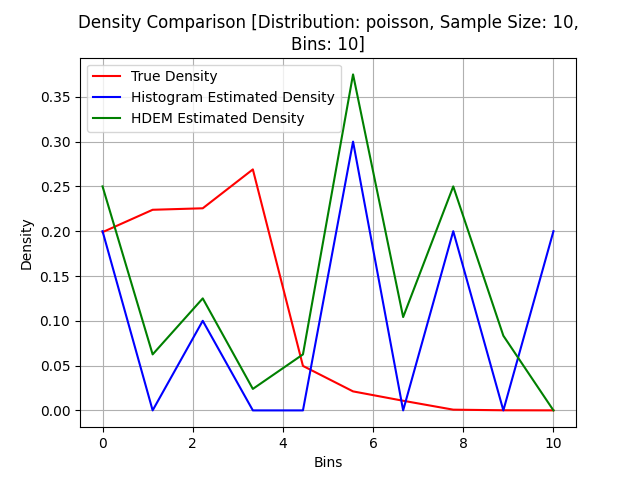 Density Comparison [Distribution: poisson, Sample Size: 10,
Bins: 10]
True Density
Histogram Estimated Density
HDEM Estimated Density
Density
0.35
0.30
0.25
0.20
0.15
0.10
0.05
0.00
0 2 4 6 8 10
Bins